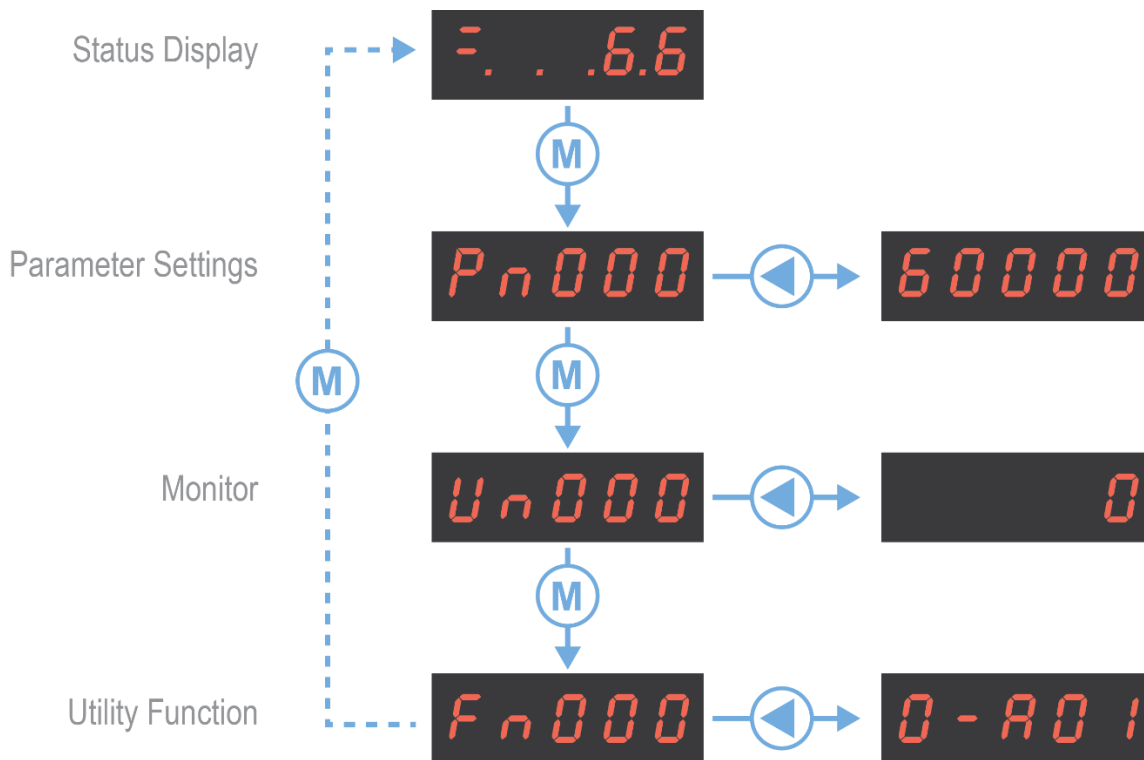 Status Display
. . .6.6
M
Parameter Settings
Pn000
60000
M
M
Monitor
Un000
0
M
Utility Function
Fn000
0-A01